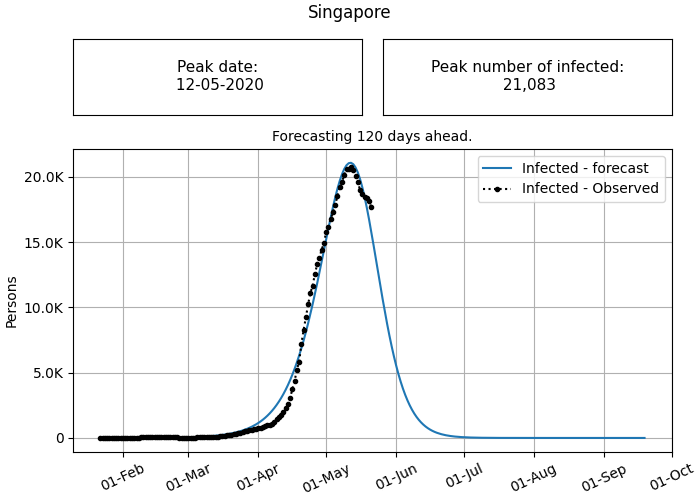 Singapore
Peak date:
12-05-2020
Peak number of infected:
21,083
Forecasting 120 days ahead.
Infected - forecast
Infected - Observed
20.0K
15.0K
10.0K
5.0K
0
Persons
01-Feb
01-Mar
01-Apr
01-May
01-Jun
01-Jul
01-Aug
01-Sep
01-Oct